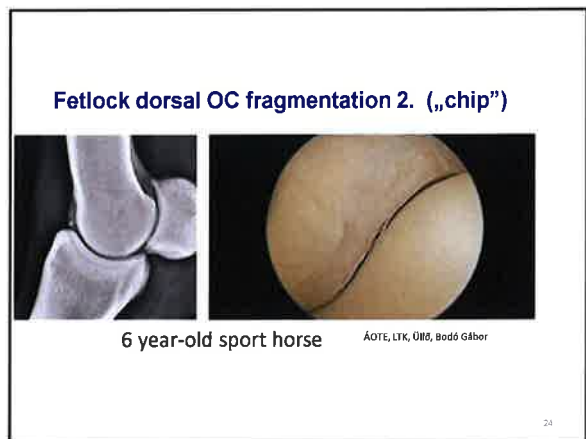 Fetlock dorsal OC fragmentation 2. („chip”)
6 year-old sport horse
ÁOTE, LTK, Üllő, Bodó Gábor
24